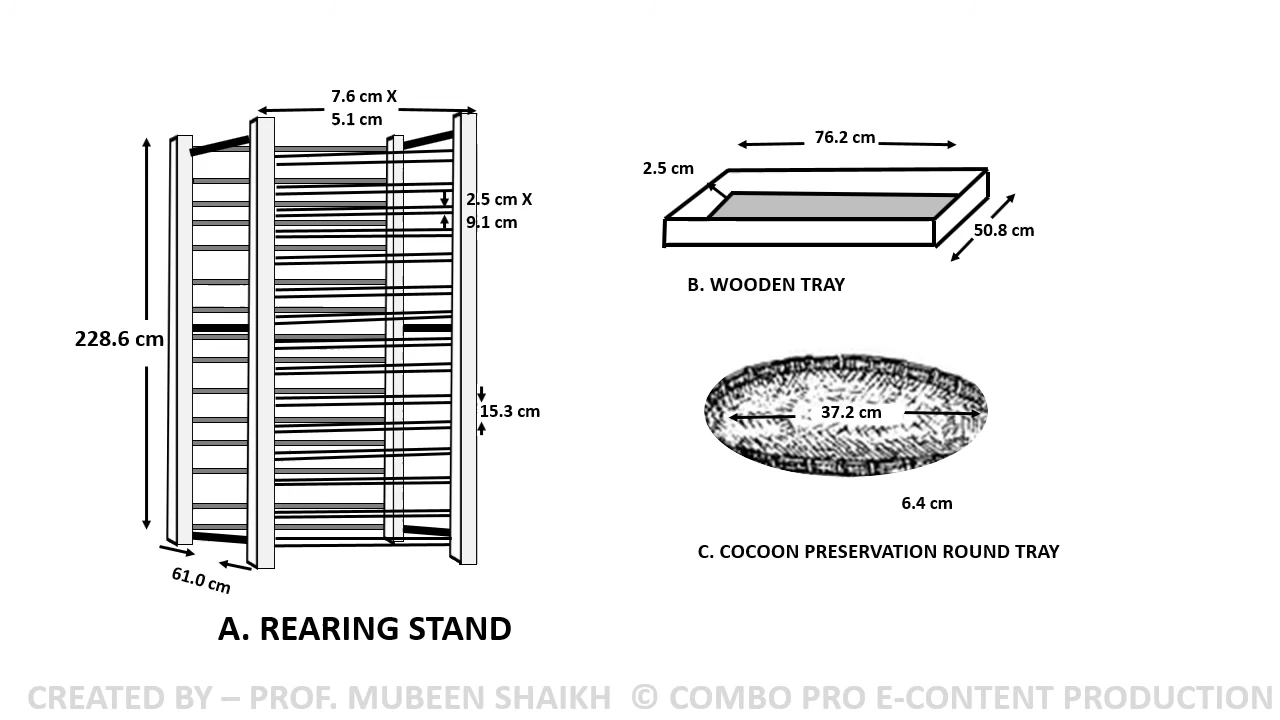 7.6 cm X
5.1 cm
2.5 cm X
9.1 cm
228.6 cm
15.3 cm
61.0 cm
A. REARING STAND
76.2 cm
2.5 cm
50.8 cm
B. WOODEN TRAY
37.2 cm
6.4 cm
C. COCOON PRESERVATION ROUND TRAY
CREATED BY – PROF. MUBEEN SHAIKH © COMBO PRO E-CONTENT PRODUCTION